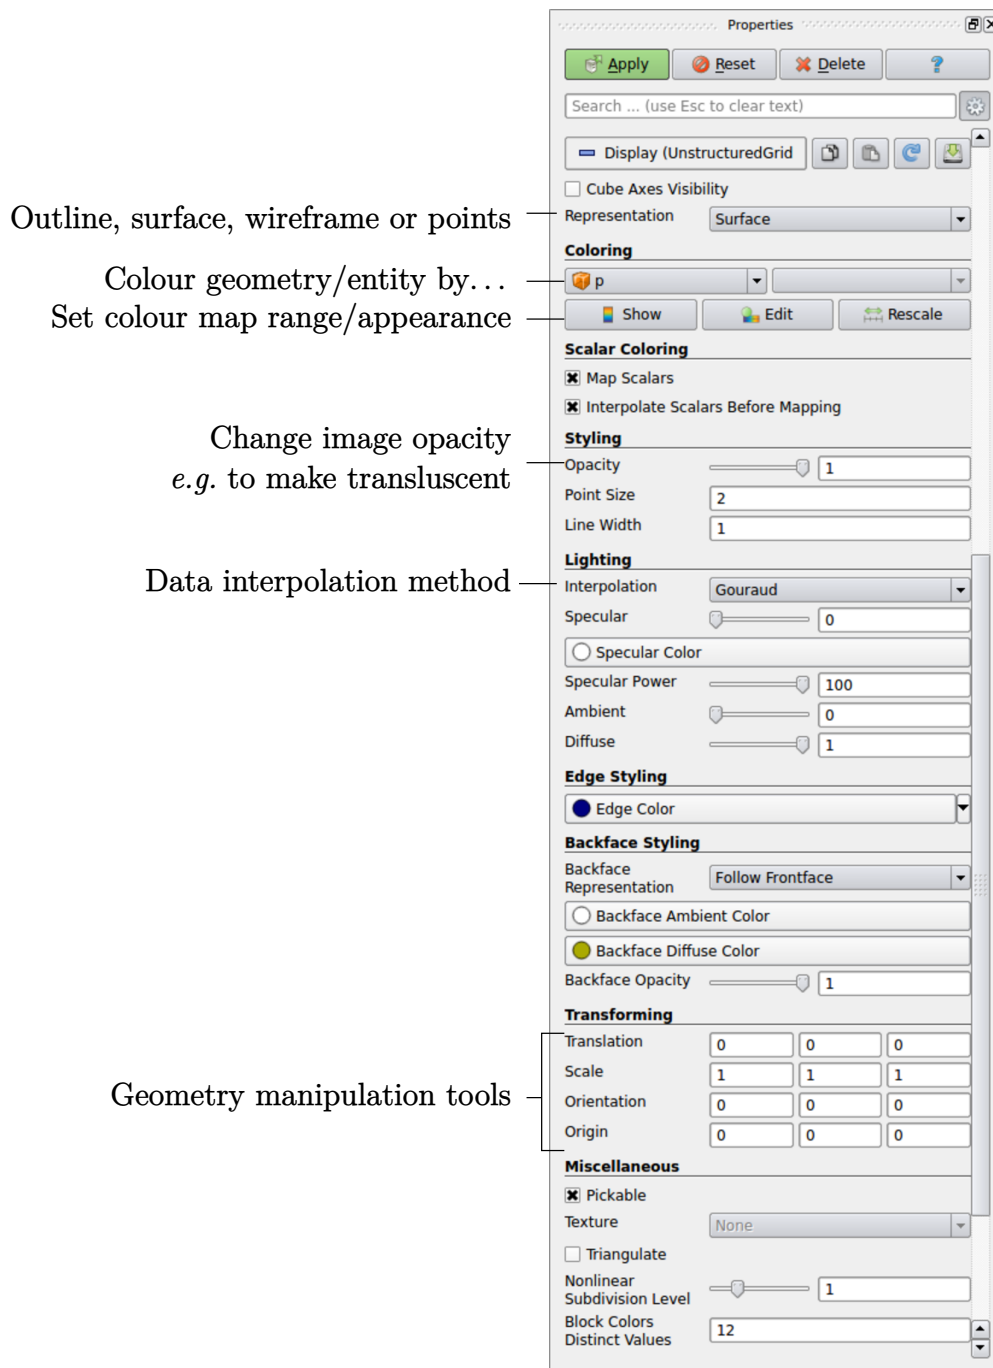 Properties
Apply Reset Delete ?
Search ... (use Esc to clear text)
Display (UnstructuredGrid
Cube Axes Visibility
Outline, surface, wireframe or points Representation Surface
Coloring
Colour geometry/entity by... p
Set colour map range/appearance Show Edit Rescale
Scalar Coloring
Map Scalars
Interpolate Scalars Before Mapping
Styling
Change image opacity
e.g. to make transluscent
Opacity 1
Point Size 2
Line Width 1
Lighting
Data interpolation method Interpolation Gouraud
Specular 0
Specular Color
Specular Power 100
Ambient 0
Diffuse 1
Edge Styling
Edge Color
Backface Styling
Backface
Representation Follow Frontface
Backface Ambient Color
Backface Diffuse Color
Backface Opacity 1
Transforming
Geometry manipulation tools
Translation 0 0 0
Scale 1 1 1
Orientation 0 0 0
Origin 0 0 0
Miscellaneous
Pickable
Texture None
Triangulate
Nonlinear
Subdivision Level 1
Block Colors
Distinct Values 12